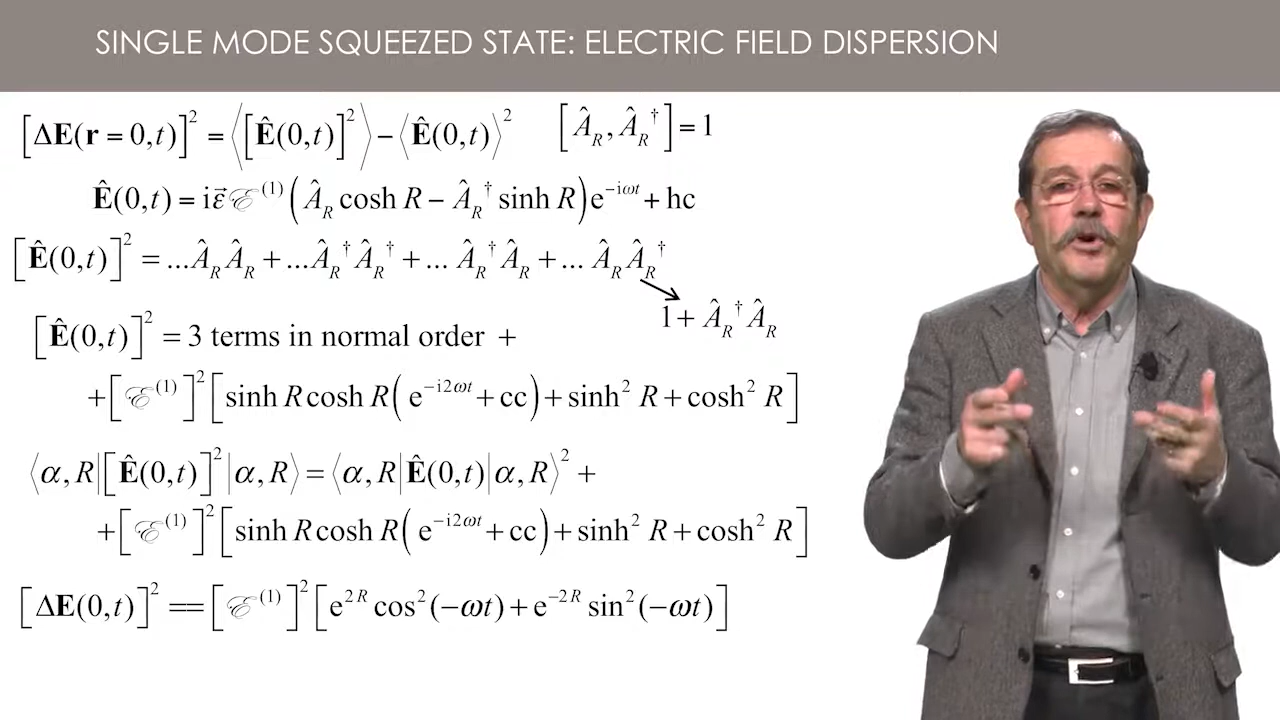 SINGLE MODE SQUEEZED STATE: ELECTRIC FIELD DISPERSION
[ΔE(r = 0,t)]² = ⟨[Ê(0,t)]²⟩ − ⟨Ê(0,t)⟩² [Â_R, Â_R†] = 1
Ê(0,t) = iε⃗ ℰ⁽¹⁾ (Â_R cosh R − Â_R† sinh R) e^{−iωt} + hc
[Ê(0,t)]² = ...Â_R Â_R + ...Â_R† Â_R† + ... Â_R† Â_R + ... Â_R Â_R†
1 + Â_R† Â_R
[Ê(0,t)]² = 3 terms in normal order +
+[ℰ⁽¹⁾]² [sinh R cosh R( e^{−i2ωt} + cc) + sinh² R + cosh² R]
⟨α, R|[Ê(0,t)]²|α, R⟩ = ⟨α, R|Ê(0,t)|α, R⟩² +
+[ℰ⁽¹⁾]² [sinh R cosh R( e^{−i2ωt} + cc) + sinh² R + cosh² R]
[ΔE(0,t)]² == [ℰ⁽¹⁾]² [e^{2R} cos²(−ωt) + e^{−2R} sin²(−ωt)]